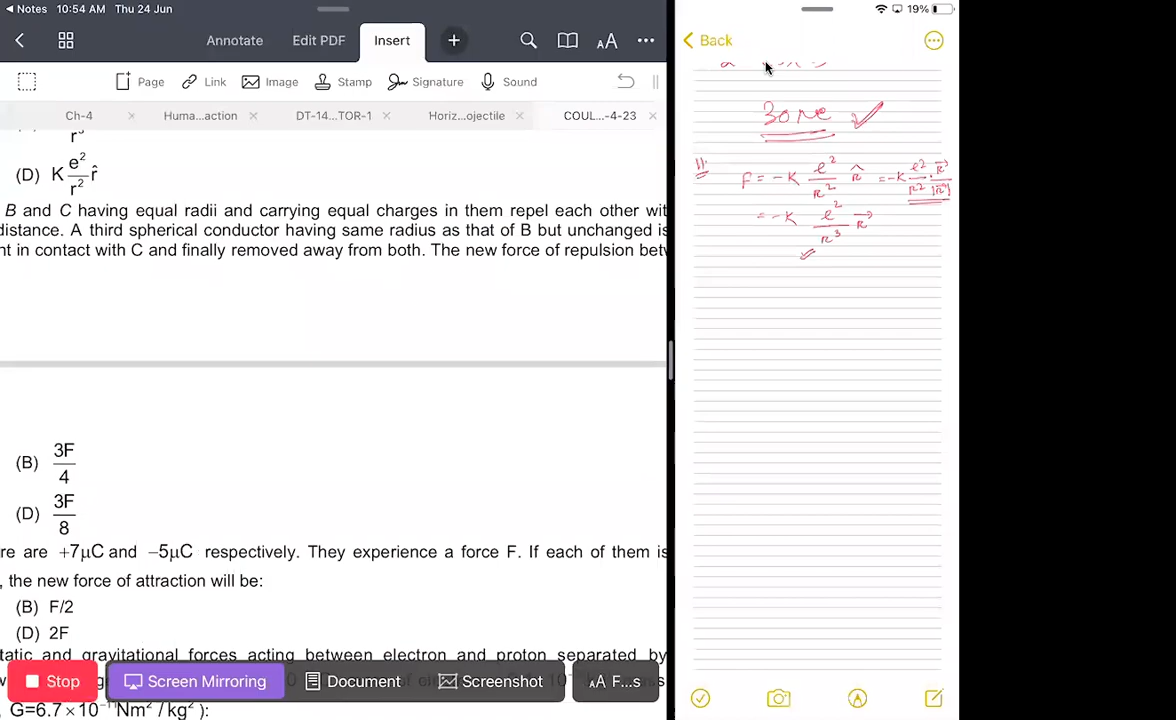 Notes 10:54 AM Thu 24 Jun
19%
Annotate Edit PDF Insert
Back
Page Link Image Stamp Signature Sound
Ch-4 Huma...action DT-14...TOR-1 Horiz...ojectile COUL...-4-23
(D) K e²/r² r̂
B and C having equal radii and carrying equal charges in them repel each other wit
distance. A third spherical conductor having same radius as that of B but unchanged is
nt in contact with C and finally removed away from both. The new force of repulsion bet
(B) 3F/4
(D) 3F/8
re are +7μC and −5μC respectively. They experience a force F. If each of them is
, the new force of attraction will be:
(B) F/2
(D) 2F
tatic and gravitational forces acting between electron and proton separated by
Stop Screen Mirroring Document Screenshot AA F...s
G=6.7×10⁻¹¹Nm²/kg²):
30 Ne
11.
F = -K e²/R² R̂ = -K e²/R² · R⃗/|R⃗|
= -K e²/R³ R⃗